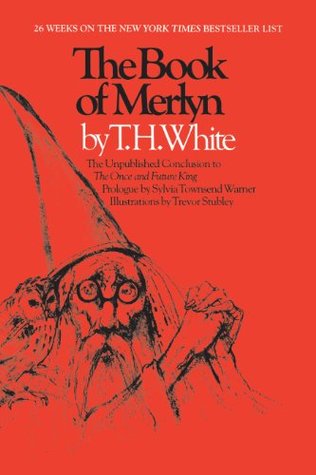 26 WEEKS ON THE NEW YORK TIMES BESTSELLER LIST
The Book
of Merlyn
by T.H.White
The Unpublished Conclusion to
The Once and Future King
Prologue by Sylvia Townsend Warner
Illustrations by Trevor Stubley